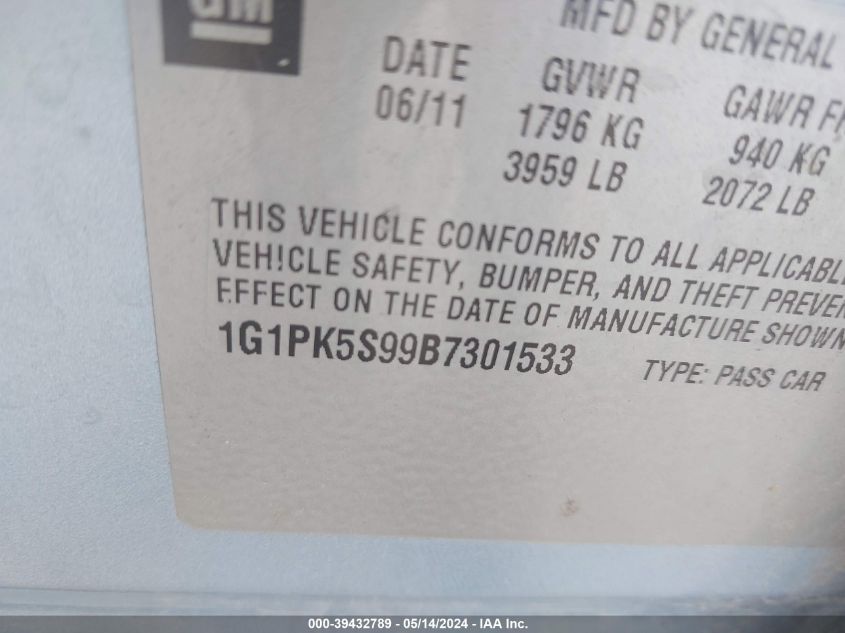 GM
MFD BY GENERAL
DATE GVWR GAWR
06/11 1796 KG 940 KG
3959 LB 2072 LB
THIS VEHICLE CONFORMS TO ALL
VEHICLE SAFETY, BUMPER, AND THEFT
EFFECT ON THE DATE OF MANUFACTURE SHOWN
1G1PK5S99B7301533 TYPE: PASS CAR
000-39432789 - 05/14/2024 - IAA Inc.